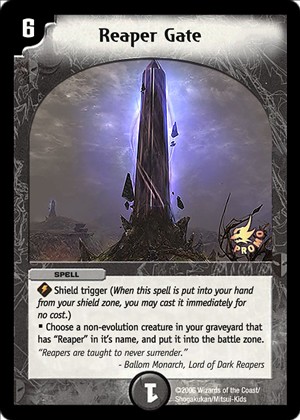 6
Reaper Gate
PRO
SPELL
Shield trigger (When this spell is put into your hand
from your shield zone, you may cast it immediately for
no cost.)
▪ Choose a non-evolution creature in your graveyard that
has "Reaper" in it's name, and put it into the battle zone.
"Reapers are taught to never surrender."
- Ballom Monarch, Lord of Dark Reapers
1
©2006 Wizards of the Coast/
Shogakukan/Mitsui-Kids